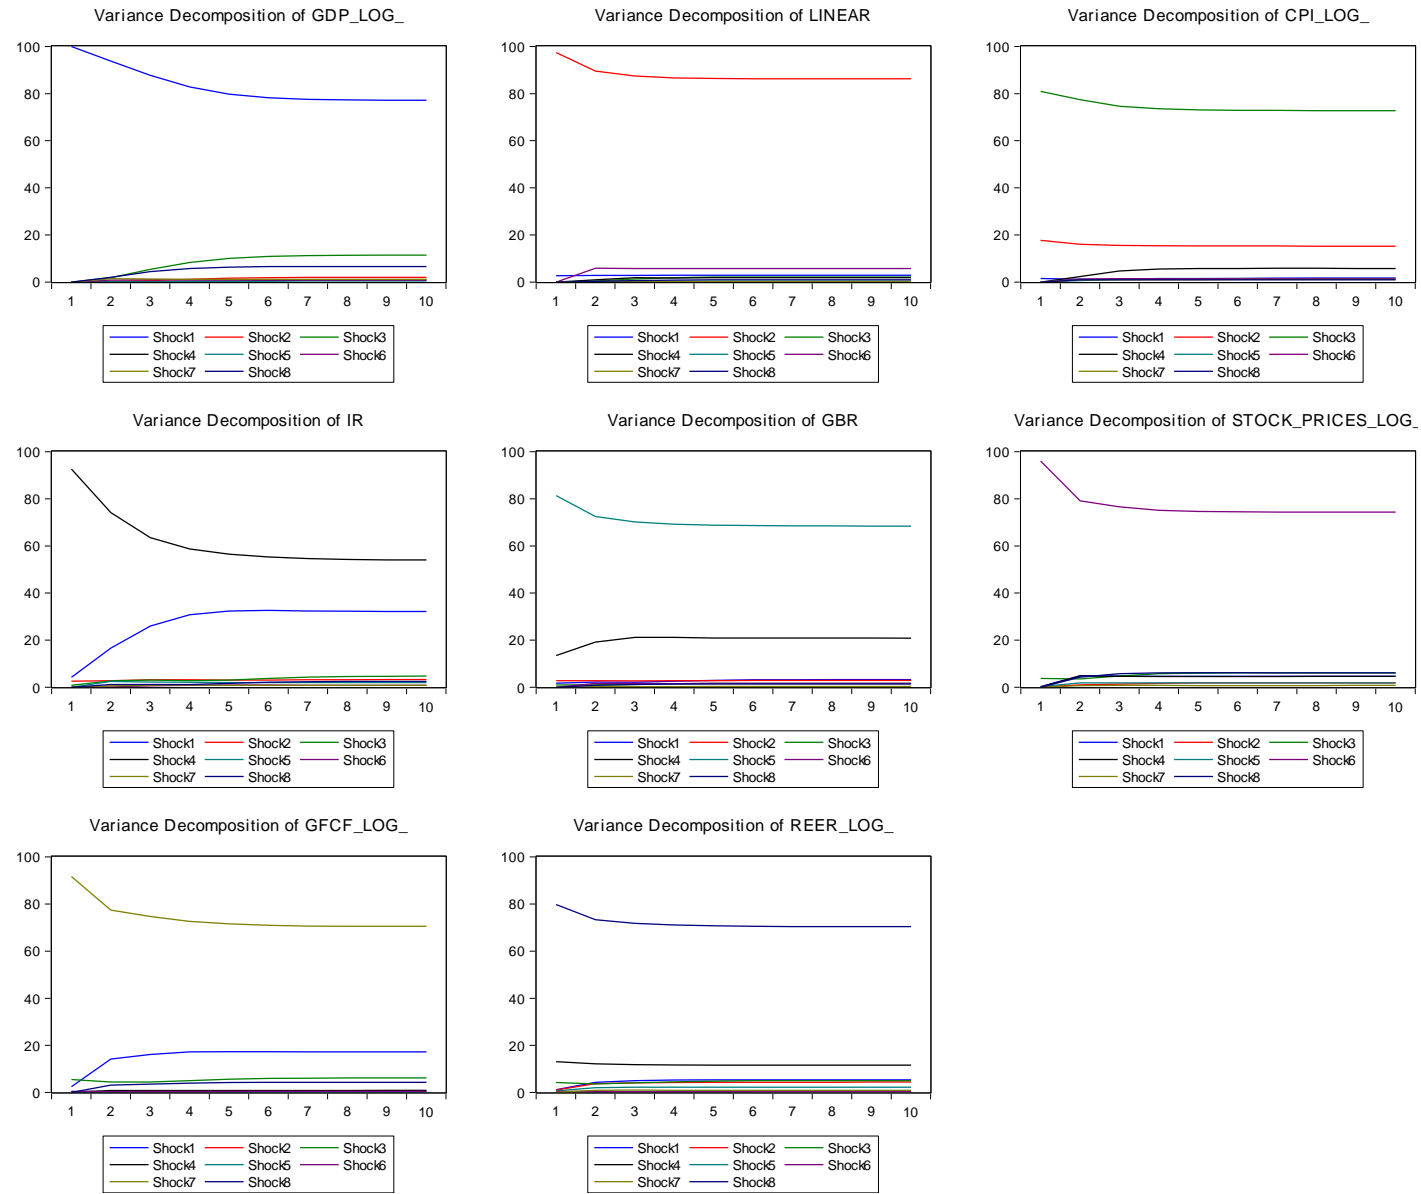 Variance Decomposition of GDP_LOG_
100
80
60
40
20
0
1 2 3 4 5 6 7 8 9 10
Shock1 Shock2 Shock3
Shock4 Shock5 Shock6
Shock7 Shock8
Variance Decomposition of LINEAR
100
80
60
40
20
0
1 2 3 4 5 6 7 8 9 10
Shock1 Shock2 Shock3
Shock4 Shock5 Shock6
Shock7 Shock8
Variance Decomposition of CPI_LOG_
100
80
60
40
20
0
1 2 3 4 5 6 7 8 9 10
Shock1 Shock2 Shock3
Shock4 Shock5 Shock6
Shock7 Shock8
Variance Decomposition of IR
100
80
60
40
20
0
1 2 3 4 5 6 7 8 9 10
Shock1 Shock2 Shock3
Shock4 Shock5 Shock6
Shock7 Shock8
Variance Decomposition of GBR
100
80
60
40
20
0
1 2 3 4 5 6 7 8 9 10
Shock1 Shock2 Shock3
Shock4 Shock5 Shock6
Shock7 Shock8
Variance Decomposition of STOCK_PRICES_LOG_
100
80
60
40
20
0
1 2 3 4 5 6 7 8 9 10
Shock1 Shock2 Shock3
Shock4 Shock5 Shock6
Shock7 Shock8
Variance Decomposition of GFCF_LOG_
100
80
60
40
20
0
1 2 3 4 5 6 7 8 9 10
Shock1 Shock2 Shock3
Shock4 Shock5 Shock6
Shock7 Shock8
Variance Decomposition of REER_LOG_
100
80
60
40
20
0
1 2 3 4 5 6 7 8 9 10
Shock1 Shock2 Shock3
Shock4 Shock5 Shock6
Shock7 Shock8